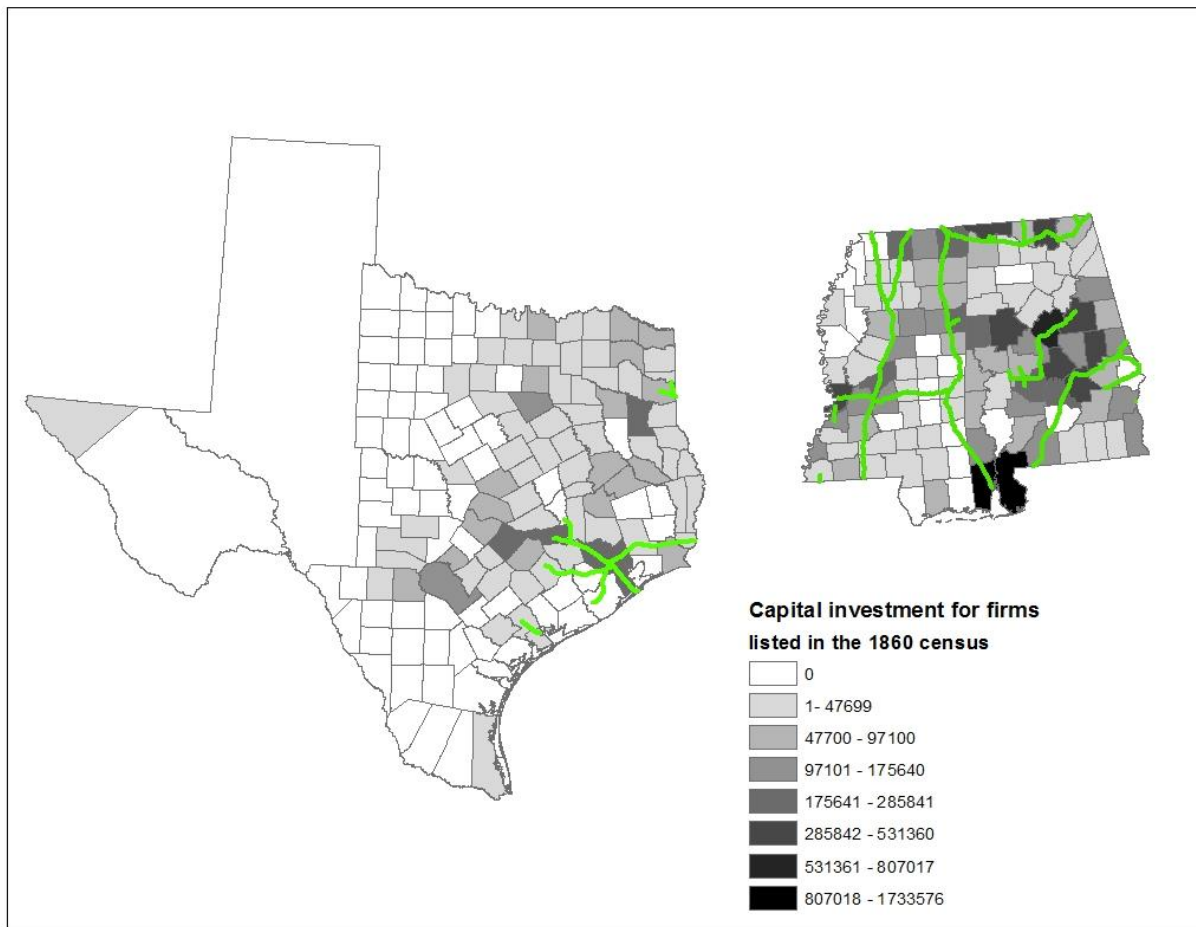 Capital investment for firms
listed in the 1860 census
0
1- 47699
47700 - 97100
97101 - 175640
175641 - 285841
285842 - 531360
531361 - 807017
807018 - 1733576